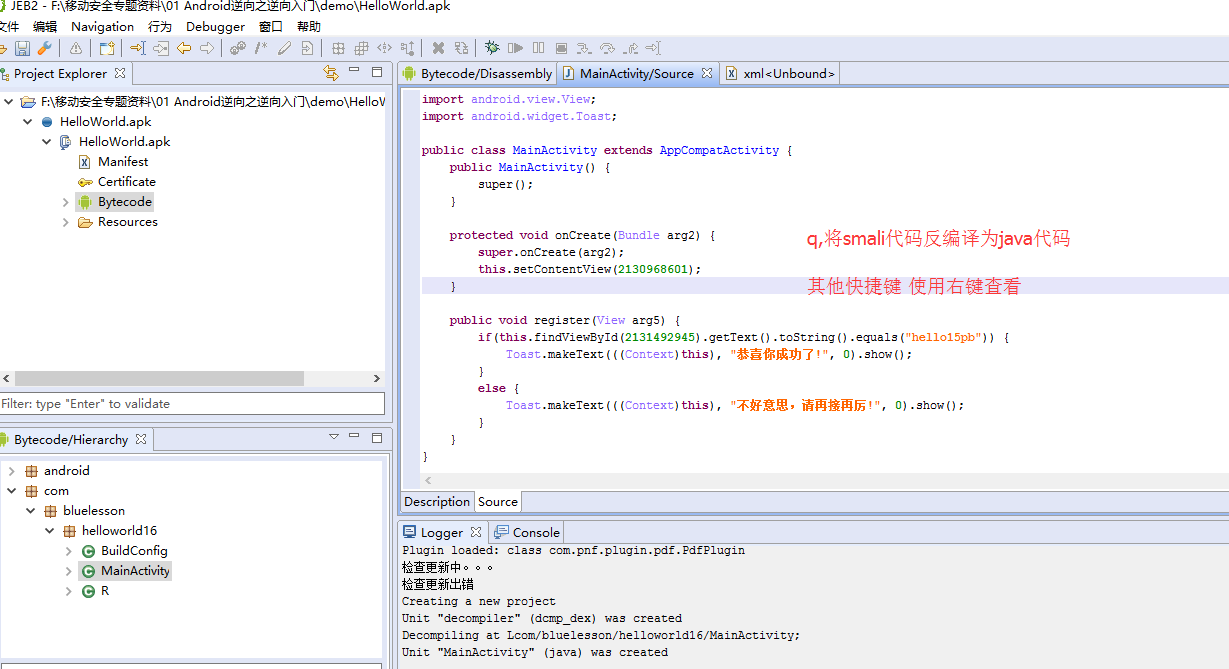 JEB2 - F:\移动安全专题资料\01 Android逆向之逆向入门\demo\HelloWorld.apk
文件 编辑 Navigation 行为 Debugger 窗口 帮助
Project Explorer
F:\移动安全专题资料\01 Android逆向之逆向入门\demo\HelloW
HelloWorld.apk
HelloWorld.apk
Manifest
Certificate
Bytecode
Resources
Filter: type "Enter" to validate
Bytecode/Hierarchy
android
com
bluelesson
helloworld16
BuildConfig
MainActivity
R
Bytecode/Disassembly MainActivity/Source xml<Unbound>
import android.view.View;
import android.widget.Toast;
public class MainActivity extends AppCompatActivity {
public MainActivity() {
super();
}
protected void onCreate(Bundle arg2) {
super.onCreate(arg2);
this.setContentView(2130968601);
}
public void register(View arg5) {
if(this.findViewById(2131492945).getText().toString().equals("hello15pb")) {
Toast.makeText(((Context)this), "恭喜你成功了!", 0).show();
}
else {
Toast.makeText(((Context)this), "不好意思，请再接再厉!", 0).show();
}
}
}
q,将smali代码反编译为java代码
其他快捷键 使用右键查看
Description Source
Logger Console
Plugin loaded: class com.pnf.plugin.pdf.PdfPlugin
检查更新中。。。
检查更新出错
Creating a new project
Unit "decompiler" (dcmp_dex) was created
Decompiling at Lcom/bluelesson/helloworld16/MainActivity;
Unit "MainActivity" (java) was created